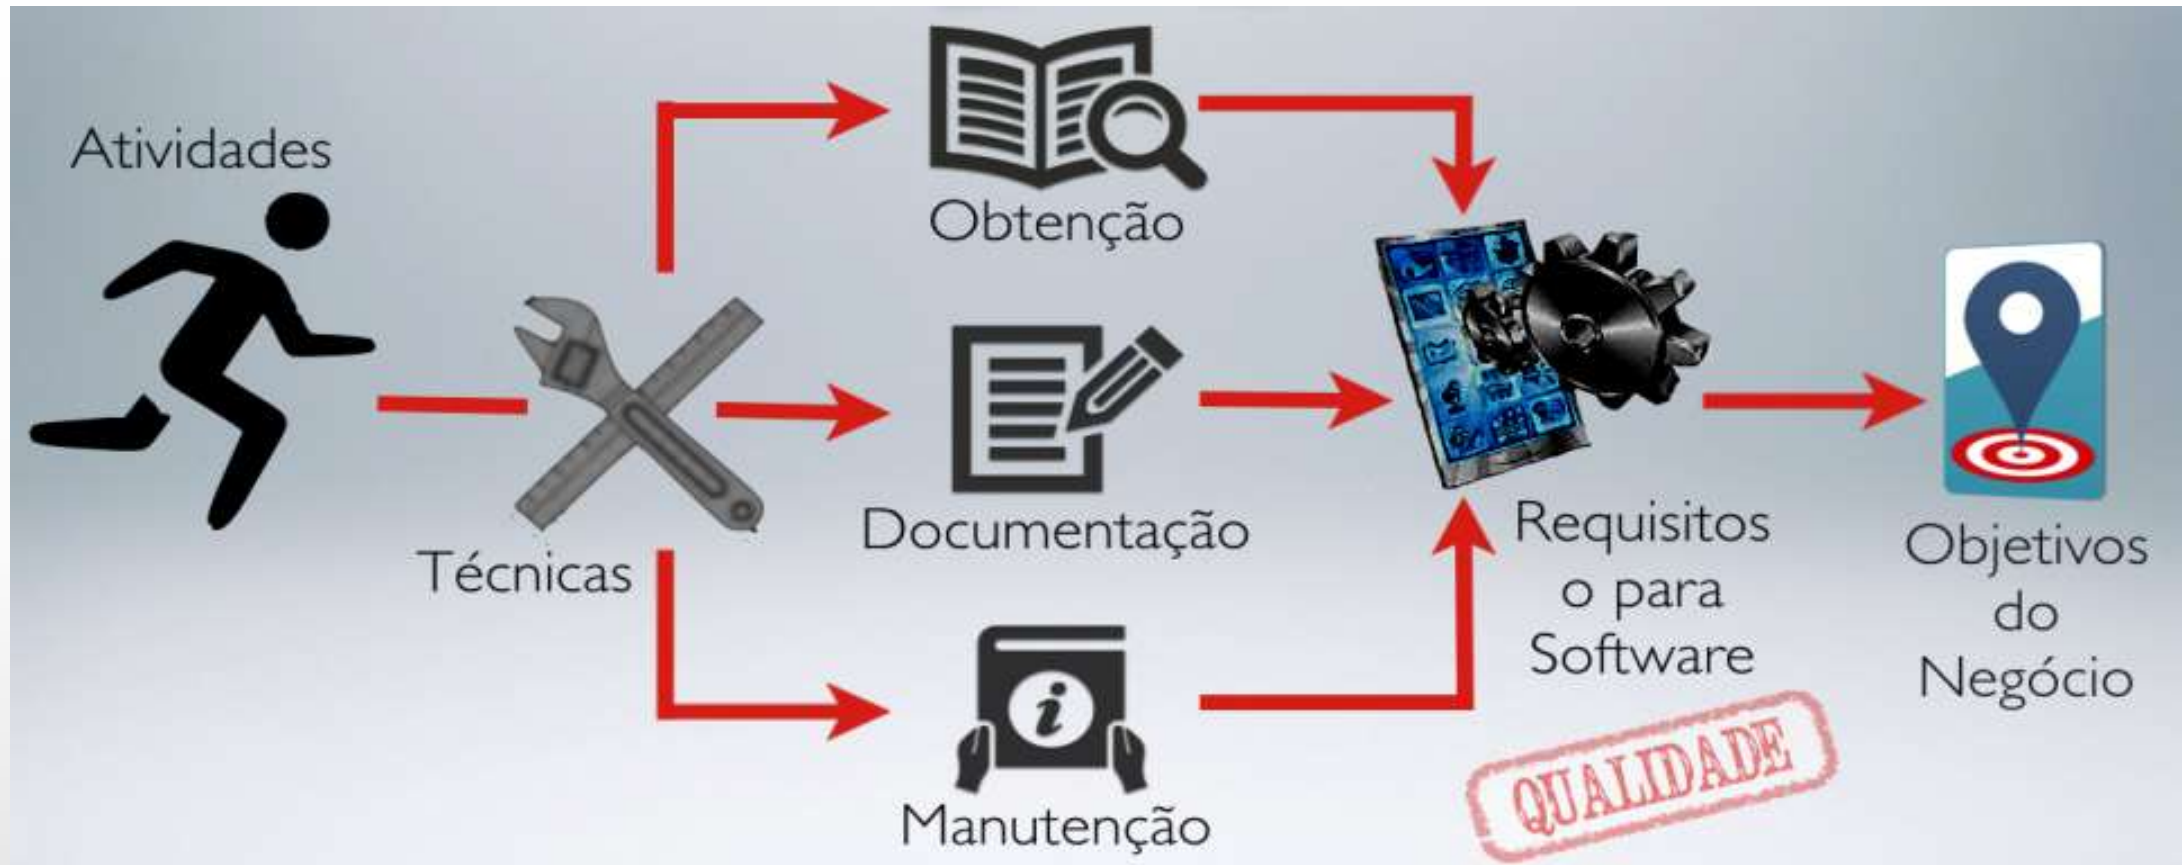 Atividades
Técnicas
Obtenção
Documentação
Manutenção
Requisitos
o para
Software
QUALIDADE
Objetivos
do
Negócio